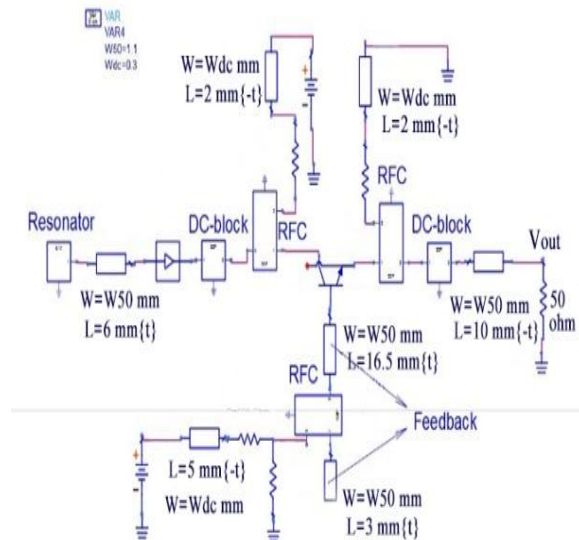 VAR
VAR4
W50=1.1
Wdc=0.3
W=Wdc mm
L=2 mm{-t}
W=Wdc mm
L=2 mm{-t}
RFC
Resonator
DC-block
RFC
DC-block
Vout
W=W50 mm
L=6 mm{t}
W=W50 mm
L=10 mm{-t}
50
ohm
W=W50 mm
L=16.5 mm{t}
RFC
Feedback
L=5 mm{-t}
W=Wdc mm
W=W50 mm
L=3 mm{t}